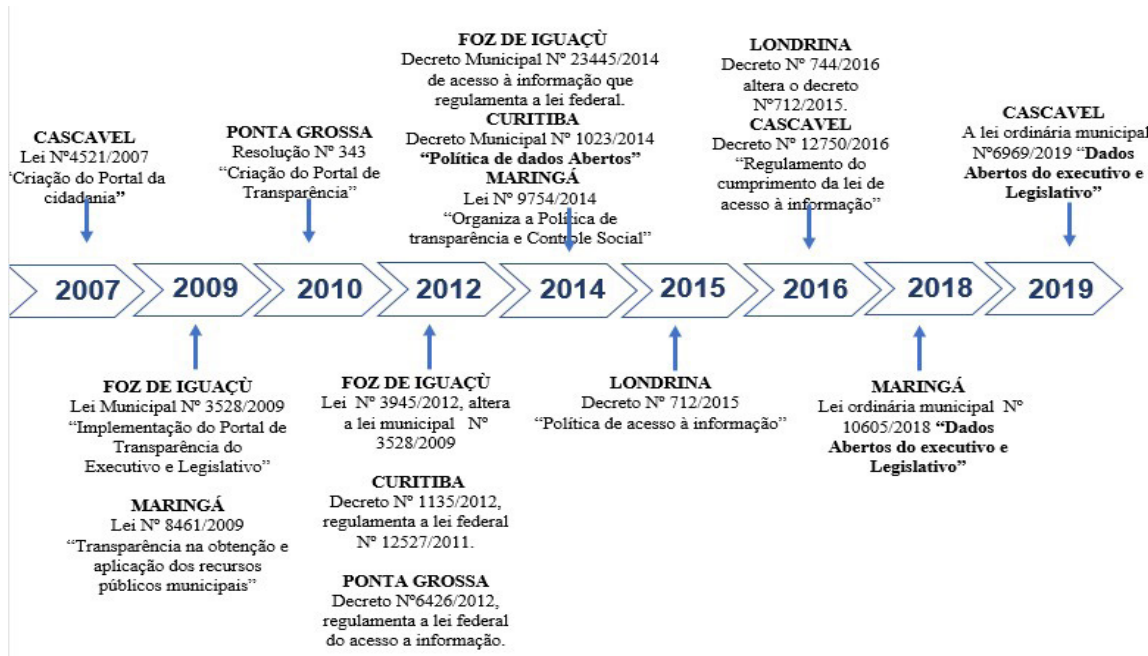 CASCAVEL
Lei Nº4521/2007
“Criação do Portal da
cidadania”
PONTA GROSSA
Resolução Nº 343
“Criação do Portal de
Transparência”
FOZ DE IGUAÇÙ
Decreto Municipal Nº 23445/2014
de acesso à informação que
regulamenta a lei federal.
CURITIBA
Decreto Municipal Nº 1023/2014
“Política de dados Abertos”
MARINGÁ
Lei Nº 9754/2014
“Organiza a Política de
transparência e Controle Social”
LONDRINA
Decreto Nº 744/2016
altera o decreto
Nº712/2015.
CASCAVEL
Decreto Nº 12750/2016
“Regulamento do
cumprimento da lei de
acesso à informação”
CASCAVEL
A lei ordinária municipal
Nº6969/2019 “Dados
Abertos do executivo e
Legislativo”
2007 2009 2010 2012 2014 2015 2016 2018 2019
FOZ DE IGUAÇÙ
Lei Municipal Nº 3528/2009
“Implementação do Portal de
Transparência do
Executivo e Legislativo”
MARINGÁ
Lei Nº 8461/2009
“Transparência na obtenção e
aplicação dos recursos
públicos municipais”
FOZ DE IGUAÇÙ
Lei Nº 3945/2012, altera
a lei municipal Nº
3528/2009
CURITIBA
Decreto Nº 1135/2012,
regulamenta a lei federal
Nº 12527/2011.
PONTA GROSSA
Decreto Nº6426/2012,
regulamenta a lei federal
do acesso a informação.
LONDRINA
Decreto Nº 712/2015
“Política de acesso à informação”
MARINGÁ
Lei ordinária municipal Nº
10605/2018 “Dados
Abertos do executivo e
Legislativo”